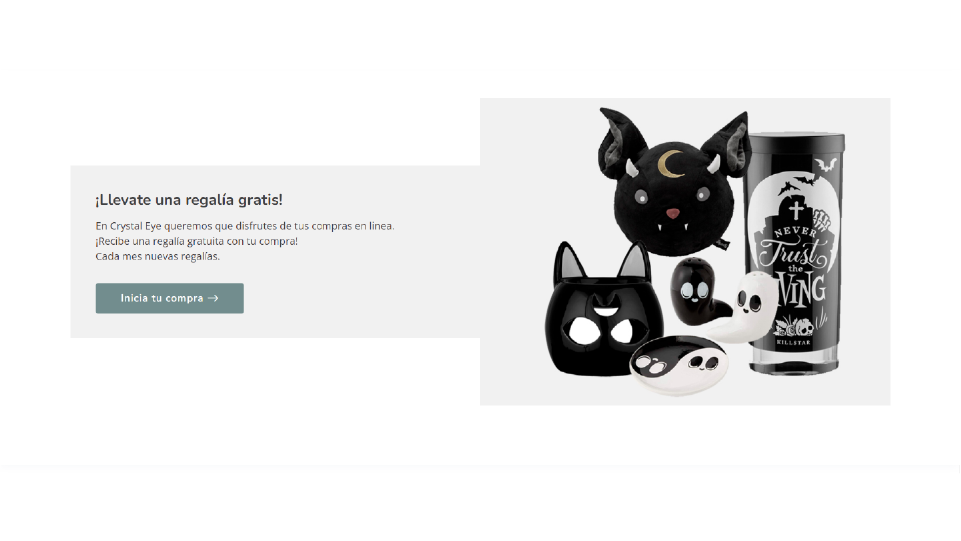 ¡Llevate una regalía gratis!
En Crystal Eye queremos que disfrutes de tus compras en línea.
¡Recibe una regalía gratuita con tu compra!
Cada mes nuevas regalías.
Inicia tu compra →
NEVER
Trust
the
LIVING
KILLSTAR